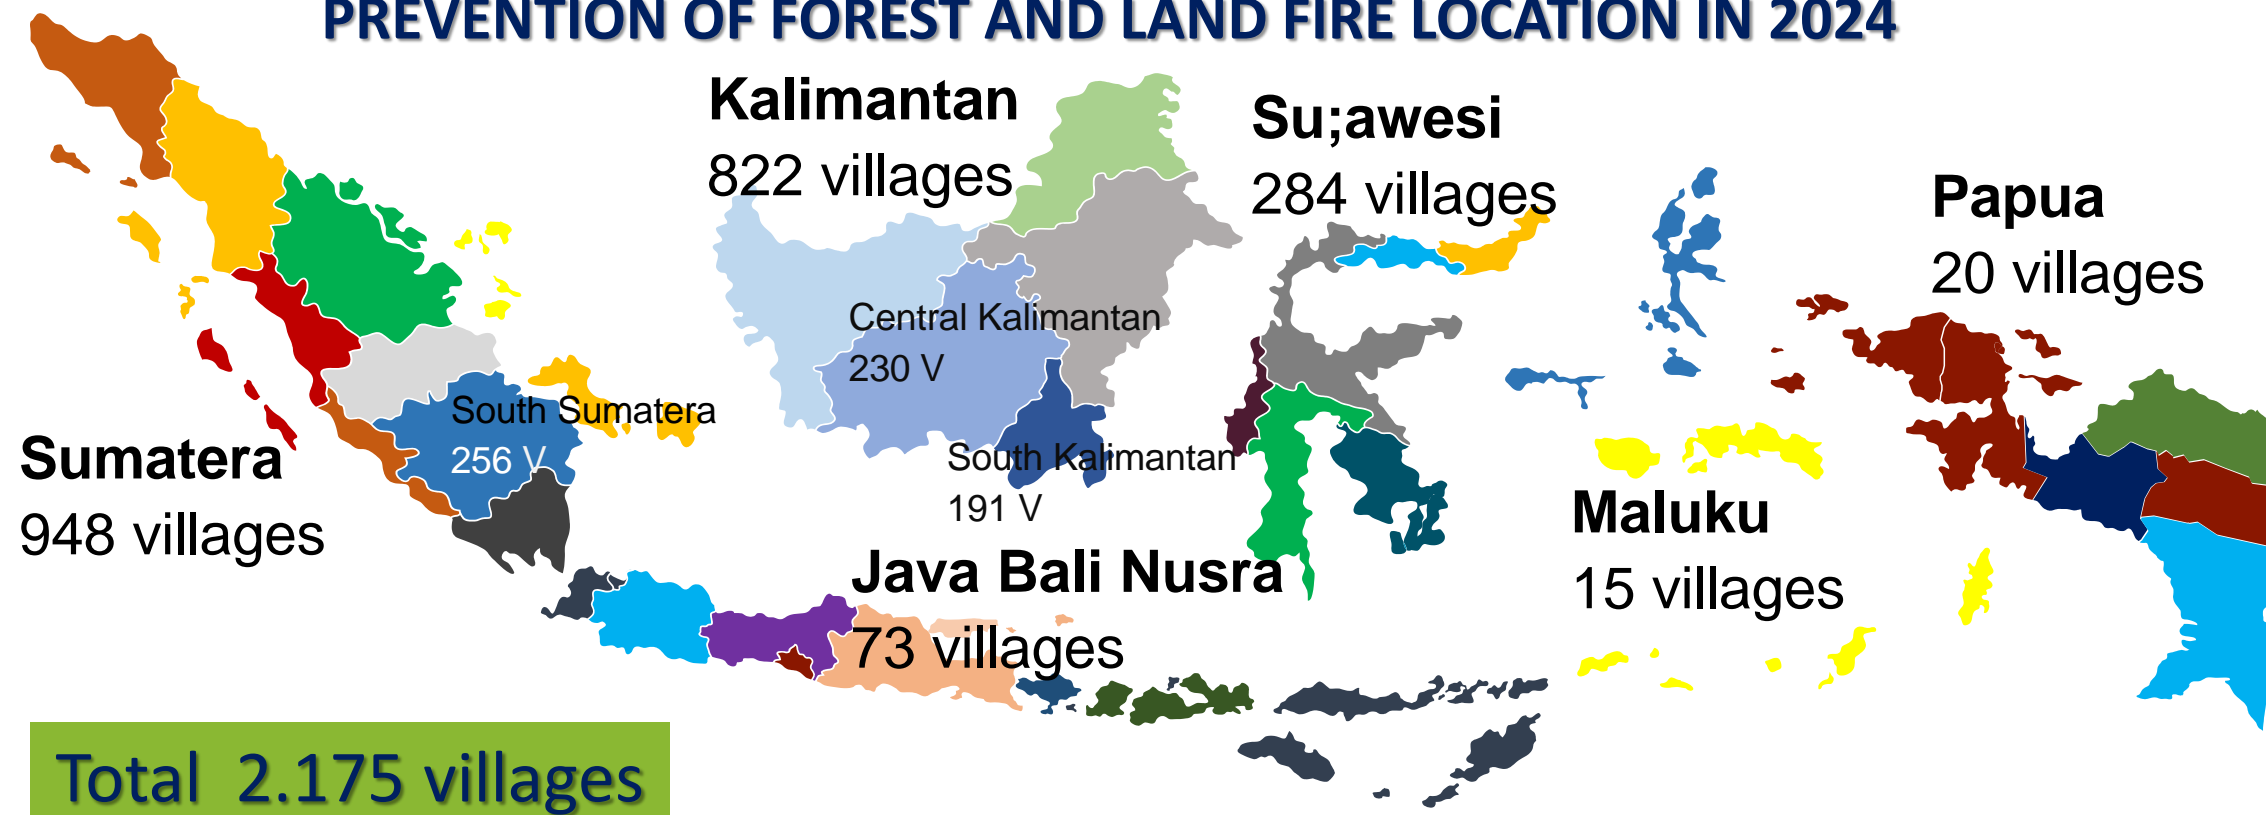 PREVENTION OF FOREST AND LAND FIRE LOCATION IN 2024
Kalimantan
822 villages
Su;awesi
284 villages
Papua
20 villages
Central Kalimantan
230 V
South Sumatera
256 V
South Kalimantan
191 V
Sumatera
948 villages
Maluku
15 villages
Java Bali Nusra
73 villages
Total 2.175 villages